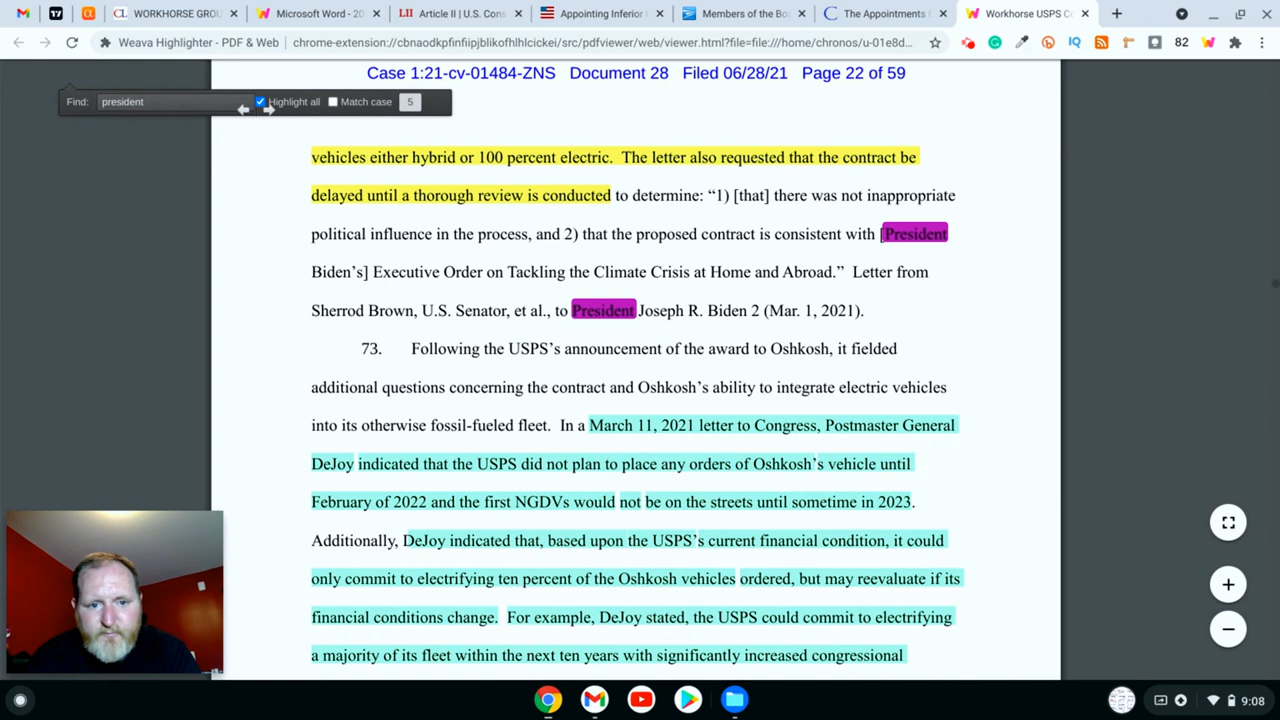 WORKHORSE GROU
Microsoft Word - 20
Article II | U.S. Cons
Appointing Inferior
Members of the Boa
The Appointments C
Workhorse USPS Co
Weava Highlighter - PDF & Web | chrome-extension://cbnaodkpfinfiipjblikofhlhlcickei/src/pdfviewer/web/viewer.html?file=file:///home/chronos/u-01e8d...
82
Case 1:21-cv-01484-ZNS Document 28 Filed 06/28/21 Page 22 of 59
Find: president Highlight all Match case 5
vehicles either hybrid or 100 percent electric. The letter also requested that the contract be
delayed until a thorough review is conducted to determine: “1) [that] there was not inappropriate
political influence in the process, and 2) that the proposed contract is consistent with [President
Biden’s] Executive Order on Tackling the Climate Crisis at Home and Abroad.” Letter from
Sherrod Brown, U.S. Senator, et al., to President Joseph R. Biden 2 (Mar. 1, 2021).
73. Following the USPS’s announcement of the award to Oshkosh, it fielded
additional questions concerning the contract and Oshkosh’s ability to integrate electric vehicles
into its otherwise fossil-fueled fleet. In a March 11, 2021 letter to Congress, Postmaster General
DeJoy indicated that the USPS did not plan to place any orders of Oshkosh’s vehicle until
February of 2022 and the first NGDVs would not be on the streets until sometime in 2023.
Additionally, DeJoy indicated that, based upon the USPS’s current financial condition, it could
only commit to electrifying ten percent of the Oshkosh vehicles ordered, but may reevaluate if its
financial conditions change. For example, DeJoy stated, the USPS could commit to electrifying
a majority of its fleet within the next ten years with significantly increased congressional
9:08